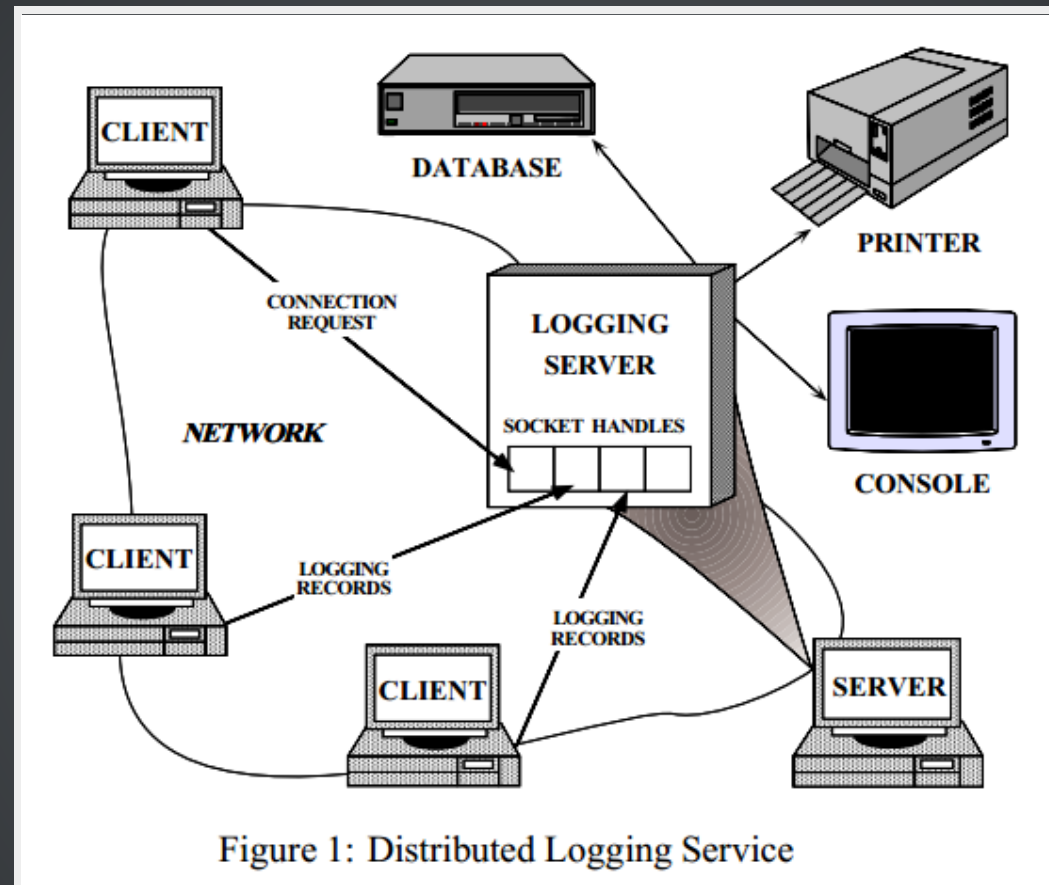 CLIENT
DATABASE
PRINTER
CONNECTION
REQUEST
LOGGING
SERVER
SOCKET HANDLES
NETWORK
CONSOLE
CLIENT
LOGGING
RECORDS
LOGGING
RECORDS
CLIENT
SERVER
Figure 1: Distributed Logging Service